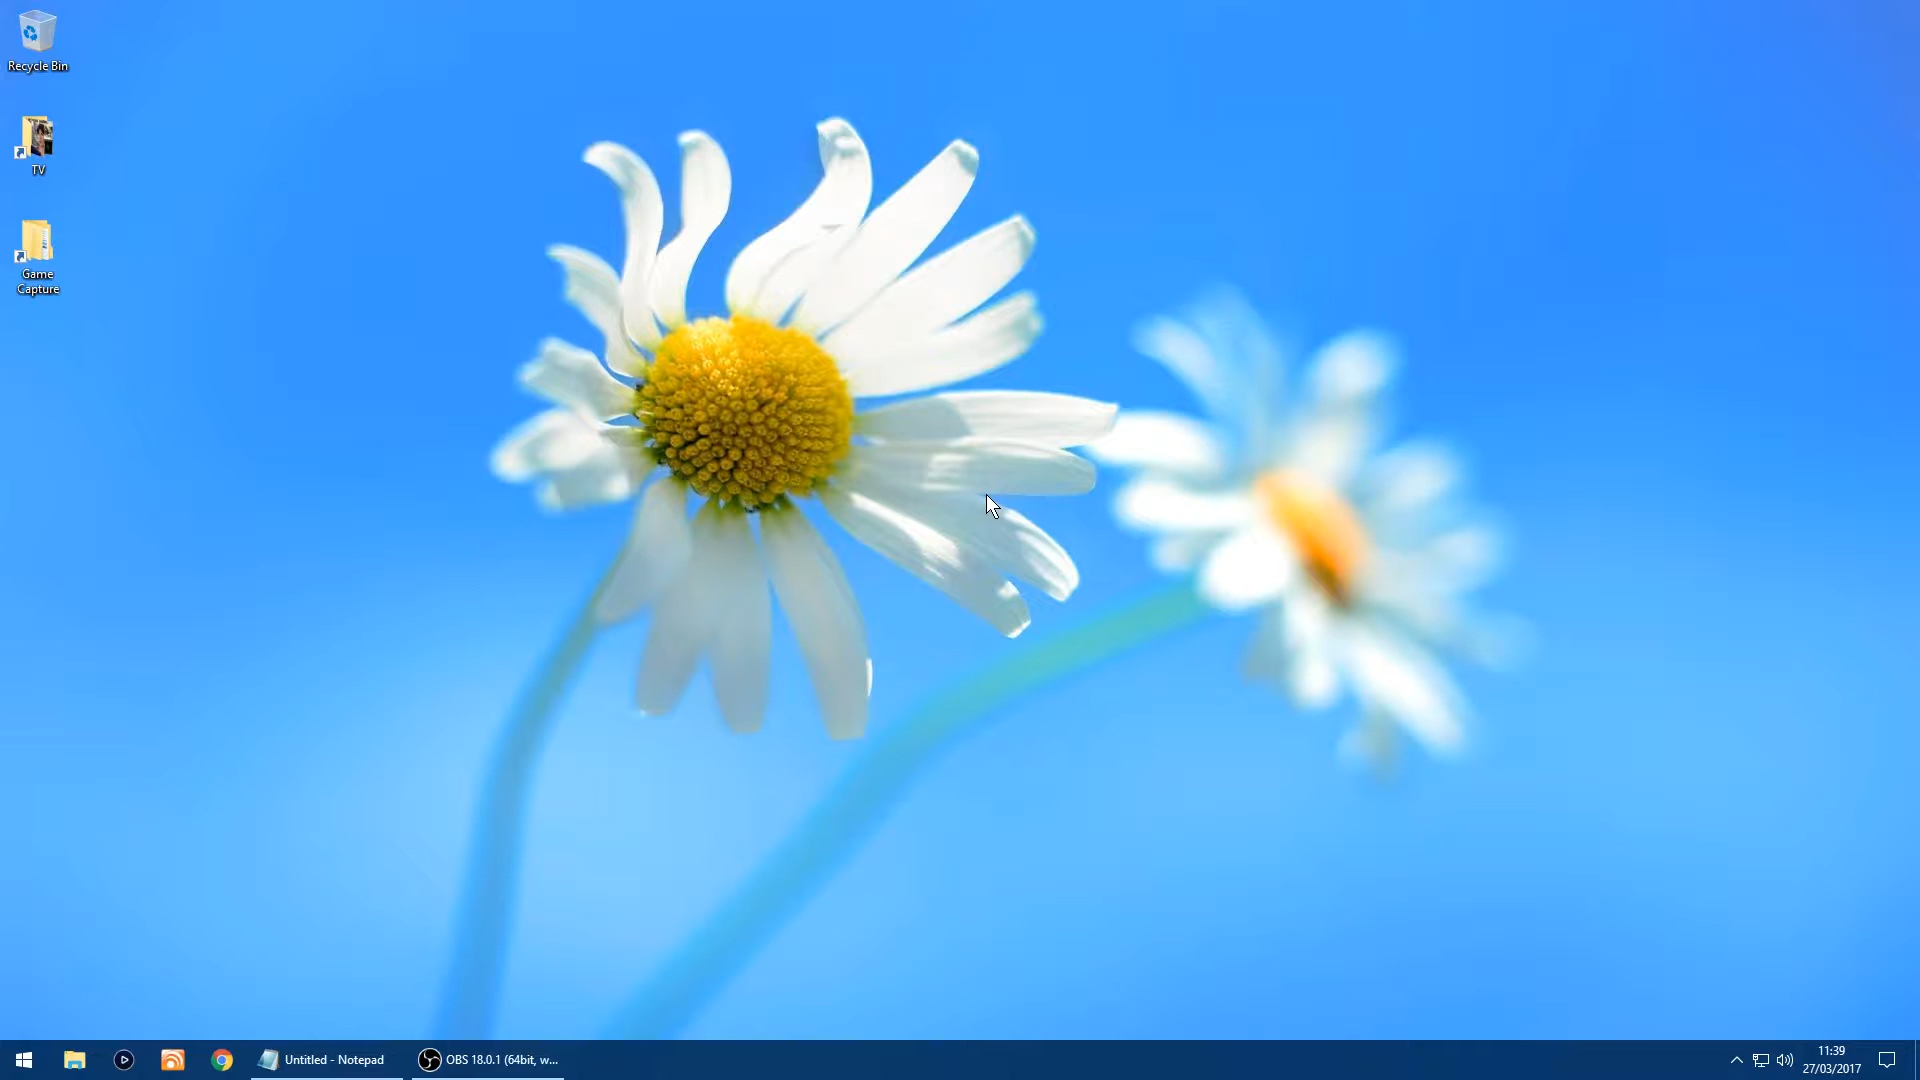 Recycle Bin
TV
Game
Capture
Untitled - Notepad
OBS 18.0.1 (64bit, w...
11:39
27/03/2017